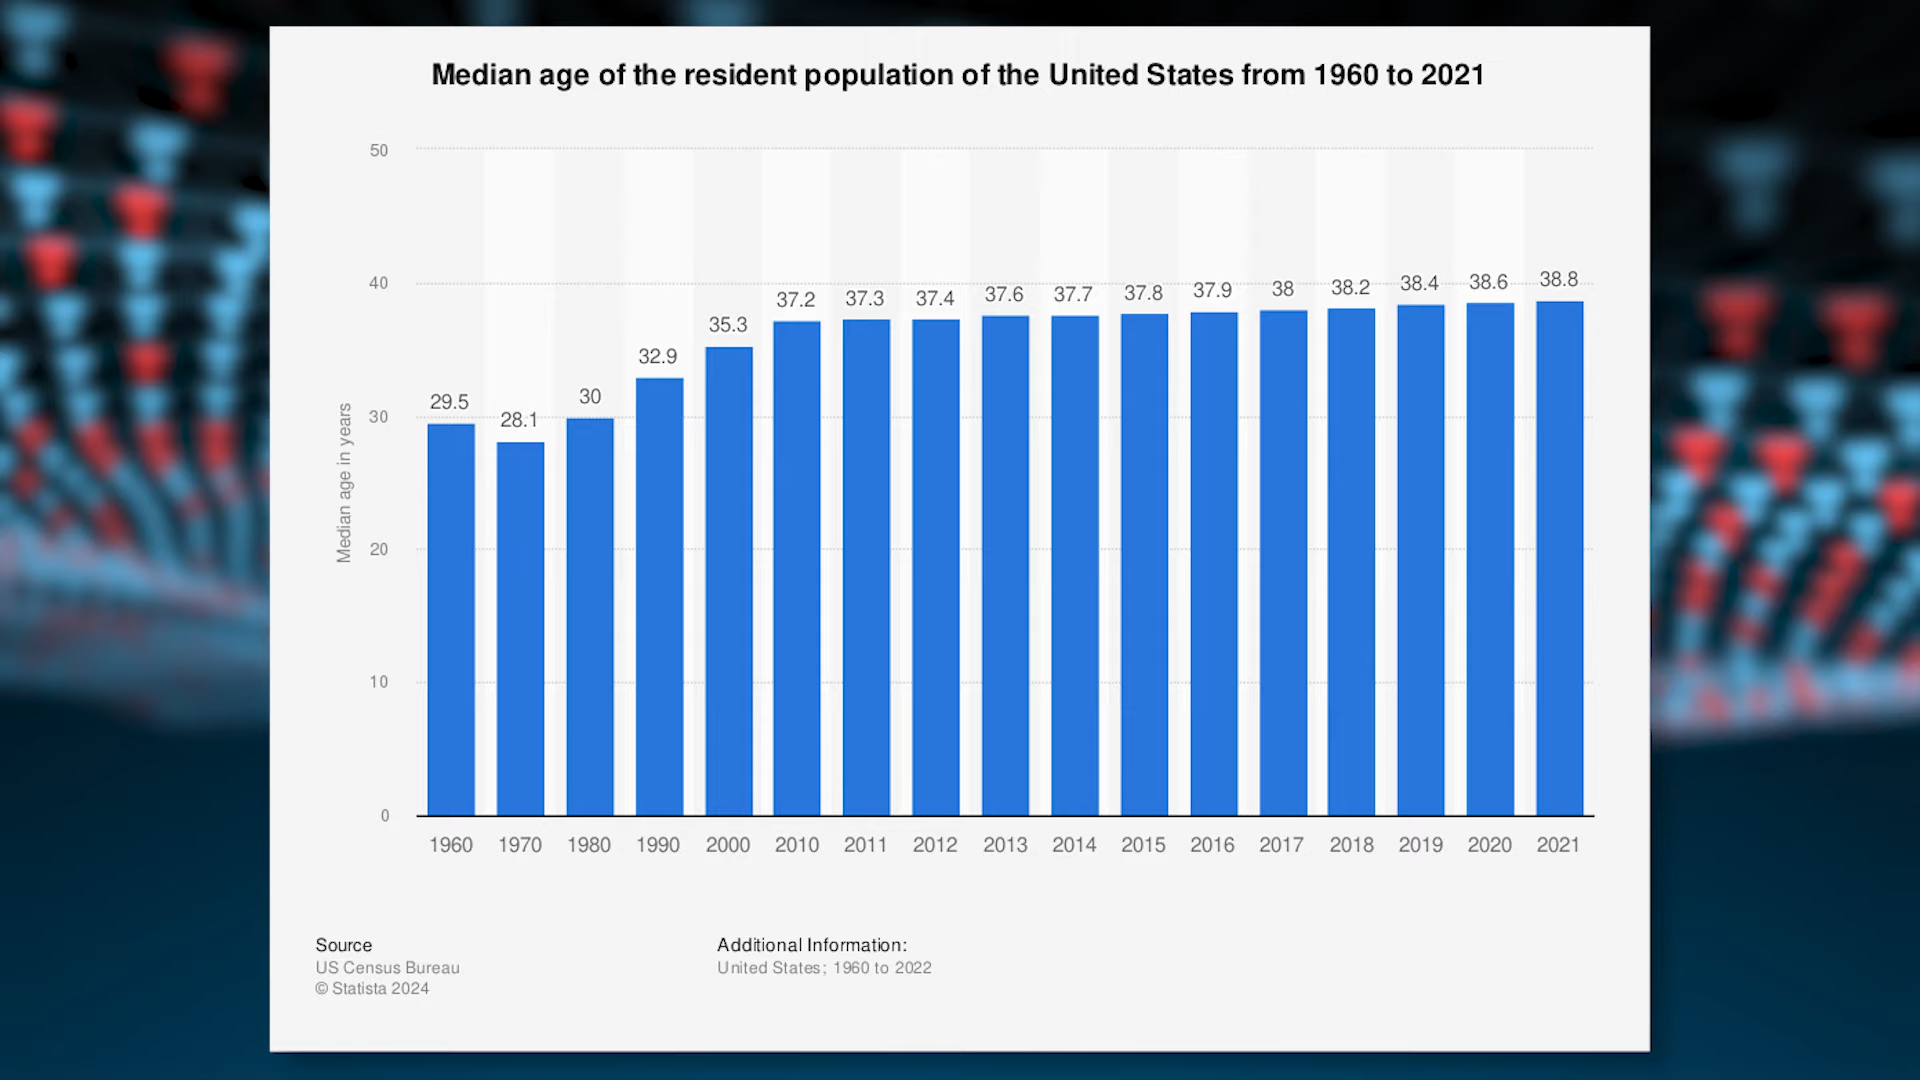 Median age of the resident population of the United States from 1960 to 2021
50
40
30
20
10
0
Median age in years
29.5 28.1 30 32.9 35.3 37.2 37.3 37.4 37.6 37.7 37.8 37.9 38 38.2 38.4 38.6 38.8
1960 1970 1980 1990 2000 2010 2011 2012 2013 2014 2015 2016 2017 2018 2019 2020 2021
Source
US Census Bureau
© Statista 2024
Additional Information:
United States; 1960 to 2022